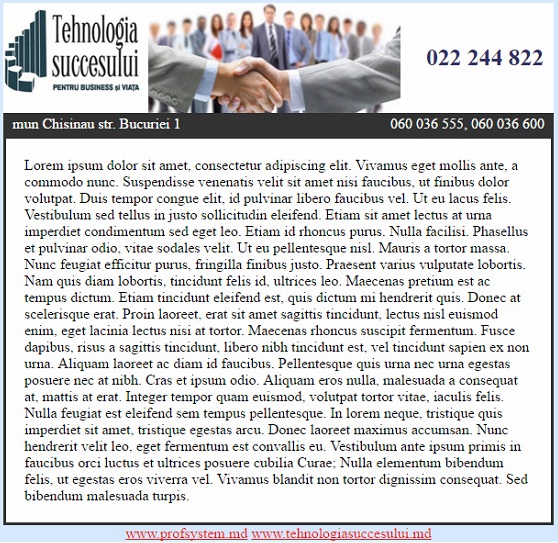 Tehnologia
succesului
PENTRU BUSINESS și VIAȚA
022 244 822
mun Chisinau str. Bucuriei 1
060 036 555, 060 036 600
Lorem ipsum dolor sit amet, consectetur adipiscing elit. Vivamus eget mollis ante, a
commodo nunc. Suspendisse venenatis velit sit amet nisi faucibus, ut finibus dolor
volutpat. Duis tempor congue elit, id pulvinar libero faucibus vel. Ut eu lacus felis.
Vestibulum sed tellus in justo sollicitudin eleifend. Etiam sit amet lectus at urna
imperdiet condimentum sed eget leo. Etiam id rhoncus purus. Nulla facilisi. Phasellus
et pulvinar odio, vitae sodales velit. Ut eu pellentesque nisl. Mauris a tortor massa.
Nunc feugiat efficitur purus, fringilla finibus justo. Praesent varius vulputate lobortis.
Nam quis diam lobortis, tincidunt felis id, ultrices leo. Maecenas pretium est ac
tempus dictum. Etiam tincidunt eleifend est, quis dictum mi hendrerit quis. Donec at
scelerisque erat. Proin laoreet, erat sit amet sagittis tincidunt, lectus nisl euismod
enim, eget lacinia lectus nisi at tortor. Maecenas rhoncus suscipit fermentum. Fusce
dapibus, risus a sagittis tincidunt, libero nibh tincidunt est, vel tincidunt sapien ex non
urna. Aliquam laoreet ac diam id faucibus. Pellentesque quis urna nec urna egestas
posuere nec at nibh. Cras et ipsum odio. Aliquam eros nulla, malesuada a consequat
at, mattis at erat. Integer tempor quam euismod, volutpat tortor vitae, iaculis felis.
Nulla feugiat est eleifend sem tempus pellentesque. In lorem neque, tristique quis
imperdiet sit amet, tristique egestas arcu. Donec laoreet maximus accumsan. Nunc
hendrerit velit leo, eget fermentum est convallis eu. Vestibulum ante ipsum primis in
faucibus orci luctus et ultrices posuere cubilia Curae; Nulla elementum bibendum
felis, ut egestas eros viverra vel. Vivamus blandit non tortor dignissim consequat. Sed
bibendum malesuada turpis.
www.profsystem.md www.tehnologiasuccesului.md